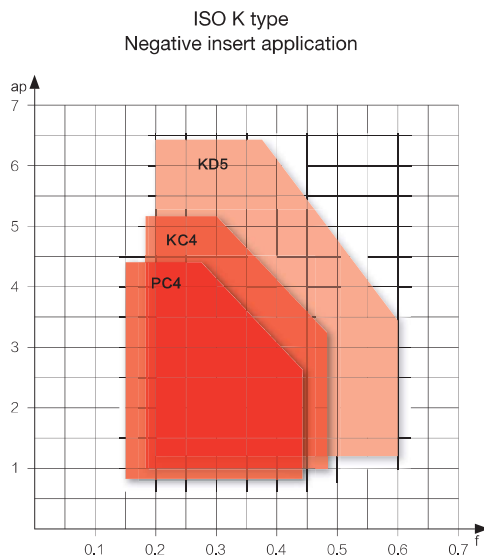 ISO K type
Negative insert application
ap
7
6
KD5
5
KC4
4
PC4
3
2
1
f
0.1 0.2 0.3 0.4 0.5 0.6 0.7